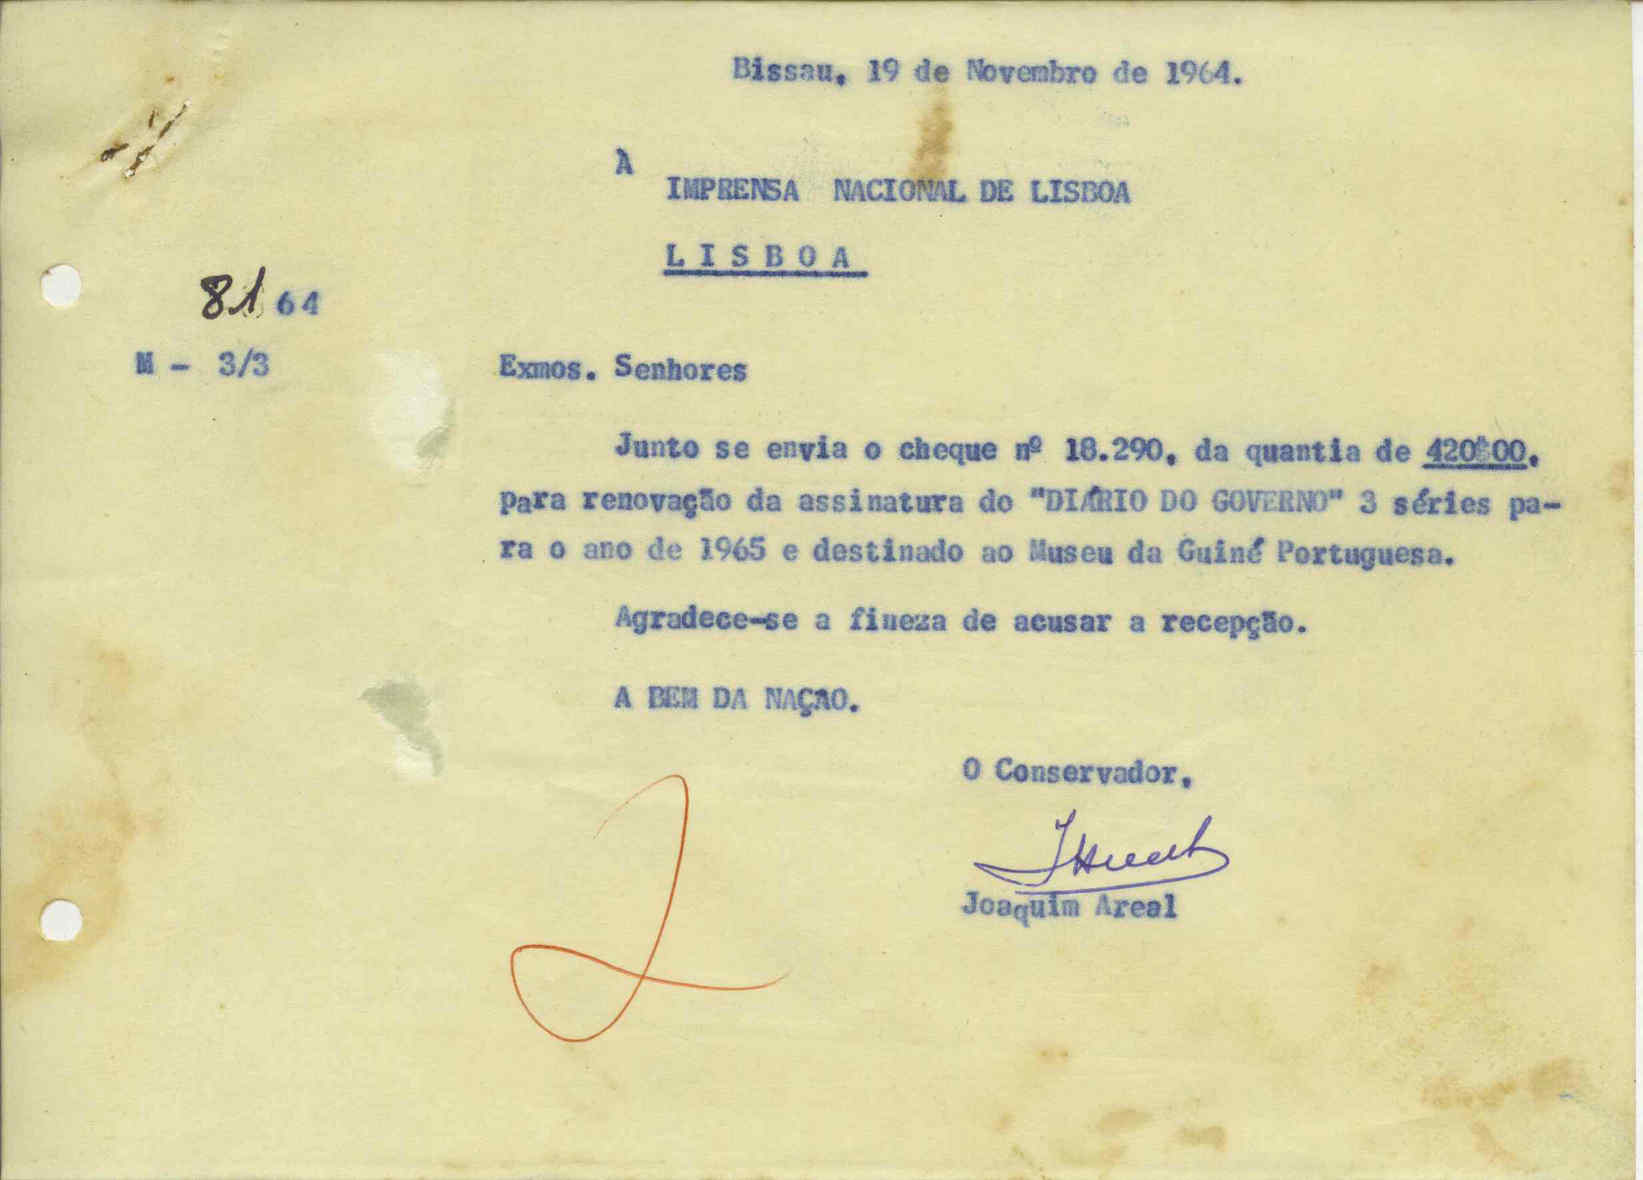 Bissau, 19 de Novembro de 1964.
À
IMPRENSA NACIONAL DE LISBOA
LISBOA
81 64
M - 3/3
Exmos. Senhores
Junto se envia o cheque nº 18.290, da quantia de 420$00,
para renovação da assinatura do "DIÁRIO DO GOVERNO" 3 séries pa-
ra o ano de 1965 e destinado ao Museu da Guiné Portuguesa.
Agradece-se a fineza de acusar a recepção.
A BEM DA NAÇÃO.
O Conservador,
Joaquim Areal